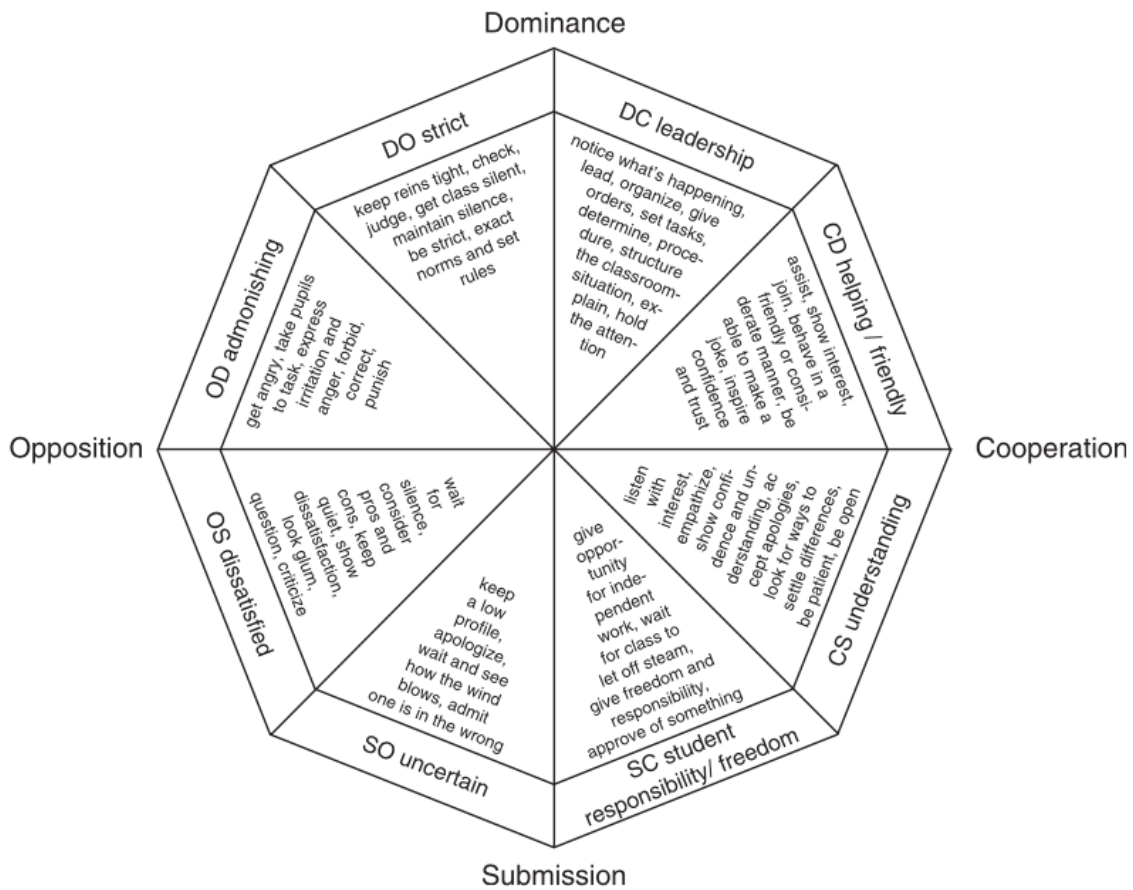 Dominance
DC leadership
notice what's happening,
lead, organize, give
orders, set tasks,
determine, proce-
dure, structure
the classroom-
situation, ex-
plain, hold
the atten-
tion
CD helping / friendly
assist, show interest,
join, behave in a
friendly or consi-
derate manner, be
able to make a
joke, inspire
confidence
and trust
Cooperation
CS understanding
listen
with
interest,
empathize,
show confi-
dence and un-
derstanding, ac
cept apologies,
look for ways to
settle differences,
be patient, be open
SC student
responsibility/ freedom
give
oppor-
tunity
for inde-
pendent
work, wait
for class to
let off steam,
give freedom and
responsibility,
approve of something
Submission
SO uncertain
keep
a low
profile,
apologize,
wait and see
how the wind
blows, admit
one is in the wrong
OS dissatisfied
wait
for
silence,
consider
pros and
cons, keep
quiet, show
dissatisfaction,
look glum,
question, criticize
Opposition
OD admonishing
get angry, take pupils
to task, express
irritation and
anger, forbid,
correct,
punish
DO strict
keep reins tight, check,
judge, get class silent,
maintain silence,
be strict, exact
norms and set
rules